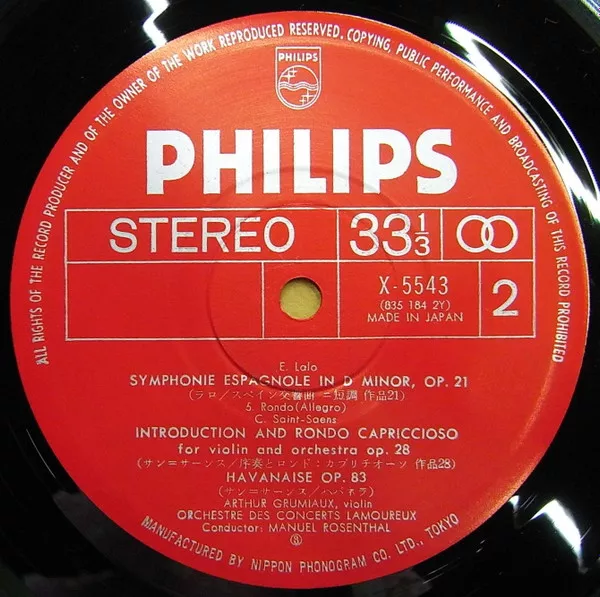 ALL RIGHTS OF THE RECORD PRODUCER AND OF THE OWNER OF THE WORK REPRODUCED RESERVED. COPYING, PUBLIC PERFORMANCE AND BROADCASTING OF THIS RECORD PROHIBITED
PHILIPS
PHILIPS
STEREO 33 1/3
X-5543
(835 184 2Y)
MADE IN JAPAN
2
E. Lalo
SYMPHONIE ESPAGNOLE IN D MINOR, OP. 21
(ラロ/スペイン交響曲 ニ短調 作品21)
5. Rondo(Allegro)
C. Saint-Saens
INTRODUCTION AND RONDO CAPRICCIOSO
for violin and orchestra op. 28
(サン=サーンス/序奏とロンド・カプリチオーソ 作品28)
HAVANAISE OP. 83
(サン=サーンス/ハバネラ)
ARTHUR GRUMIAUX, violin
ORCHESTRE DES CONCERTS LAMOUREUX
Conductor: MANUEL ROSENTHAL
MANUFACTURED BY NIPPON PHONOGRAM CO. LTD., TOKYO